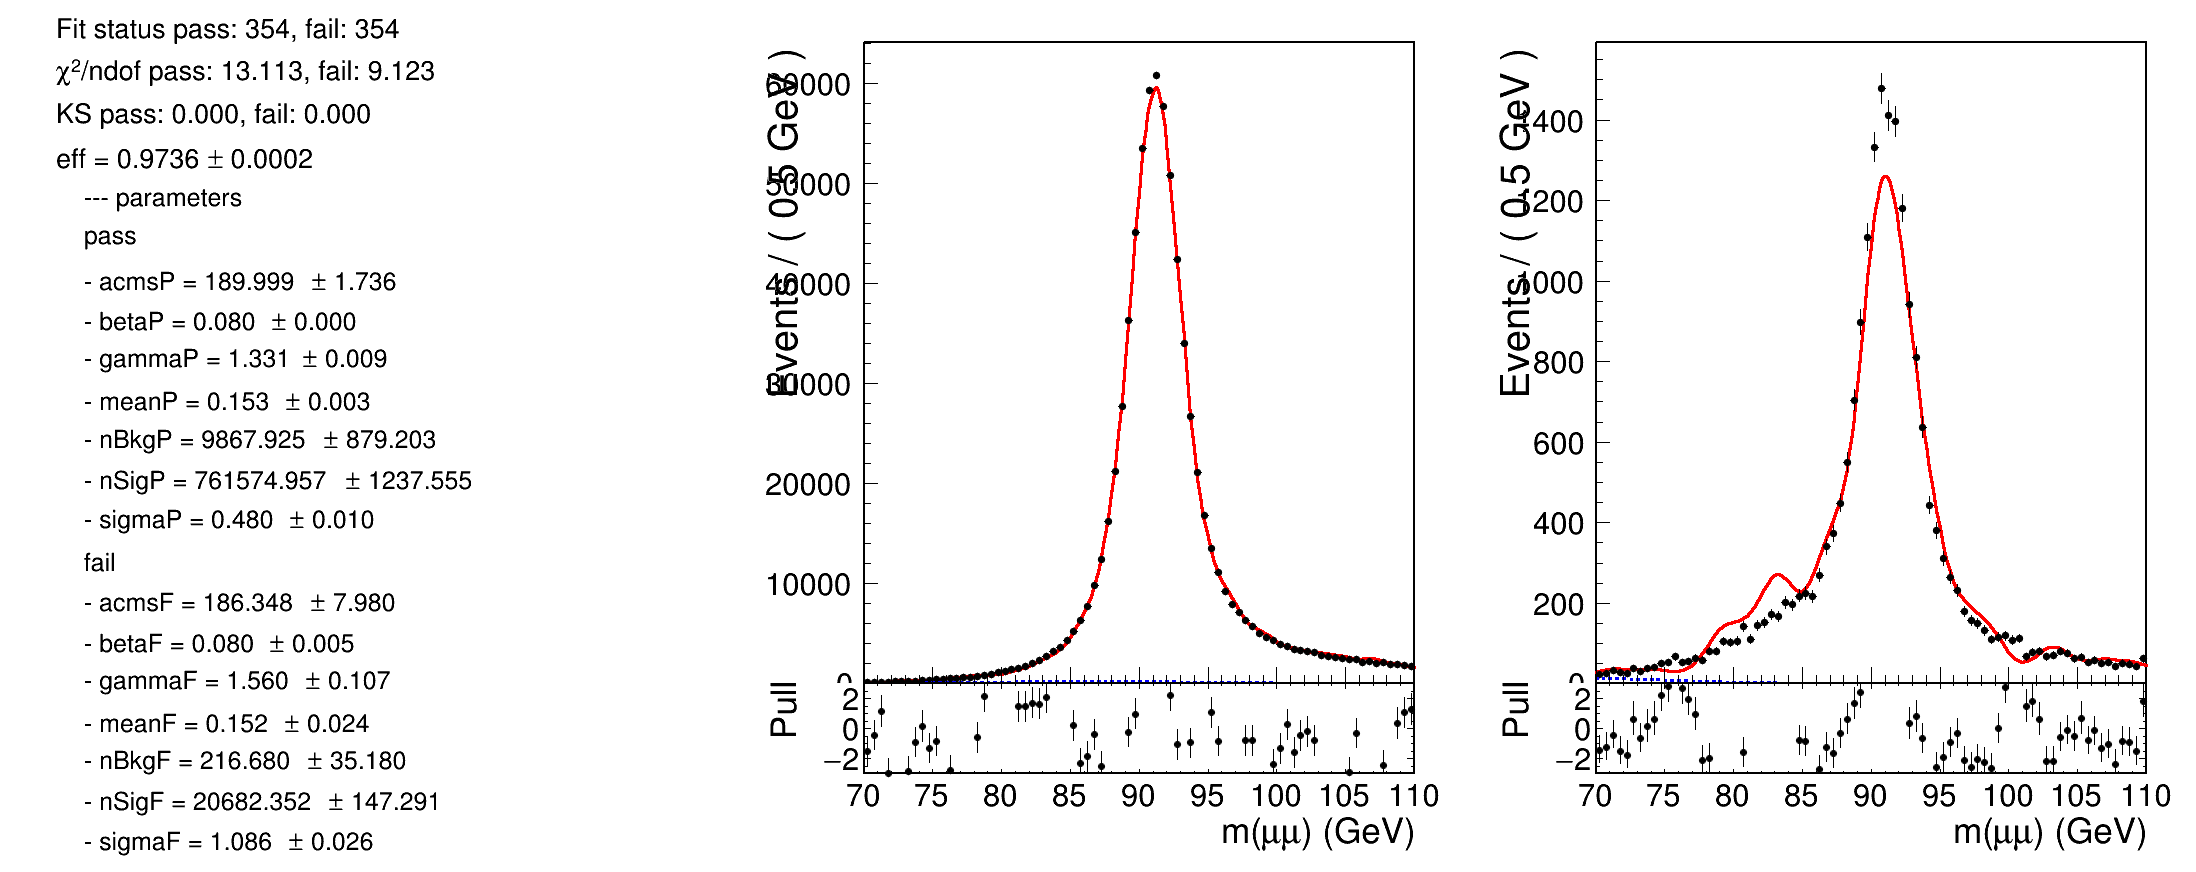 Fit status pass: 354, fail: 354
χ²/ndof pass: 13.113, fail: 9.123
KS pass: 0.000, fail: 0.000
eff = 0.9736 ± 0.0002
--- parameters
pass
- acmsP = 189.999 ± 1.736
- betaP = 0.080 ± 0.000
- gammaP = 1.331 ± 0.009
- meanP = 0.153 ± 0.003
- nBkgP = 9867.925 ± 879.203
- nSigP = 761574.957 ± 1237.555
- sigmaP = 0.480 ± 0.010
fail
- acmsF = 186.348 ± 7.980
- betaF = 0.080 ± 0.005
- gammaF = 1.560 ± 0.107
- meanF = 0.152 ± 0.024
- nBkgF = 216.680 ± 35.180
- nSigF = 20682.352 ± 147.291
- sigmaF = 1.086 ± 0.026
Events / ( 0.5 GeV )
60000
50000
40000
30000
20000
10000
0
Pull
2
0
−2
70 75 80 85 90 95 100 105 110
m(μμ) (GeV)
Events / ( 0.5 GeV )
1400
1200
1000
800
600
400
200
0
Pull
2
0
−2
70 75 80 85 90 95 100 105 110
m(μμ) (GeV)